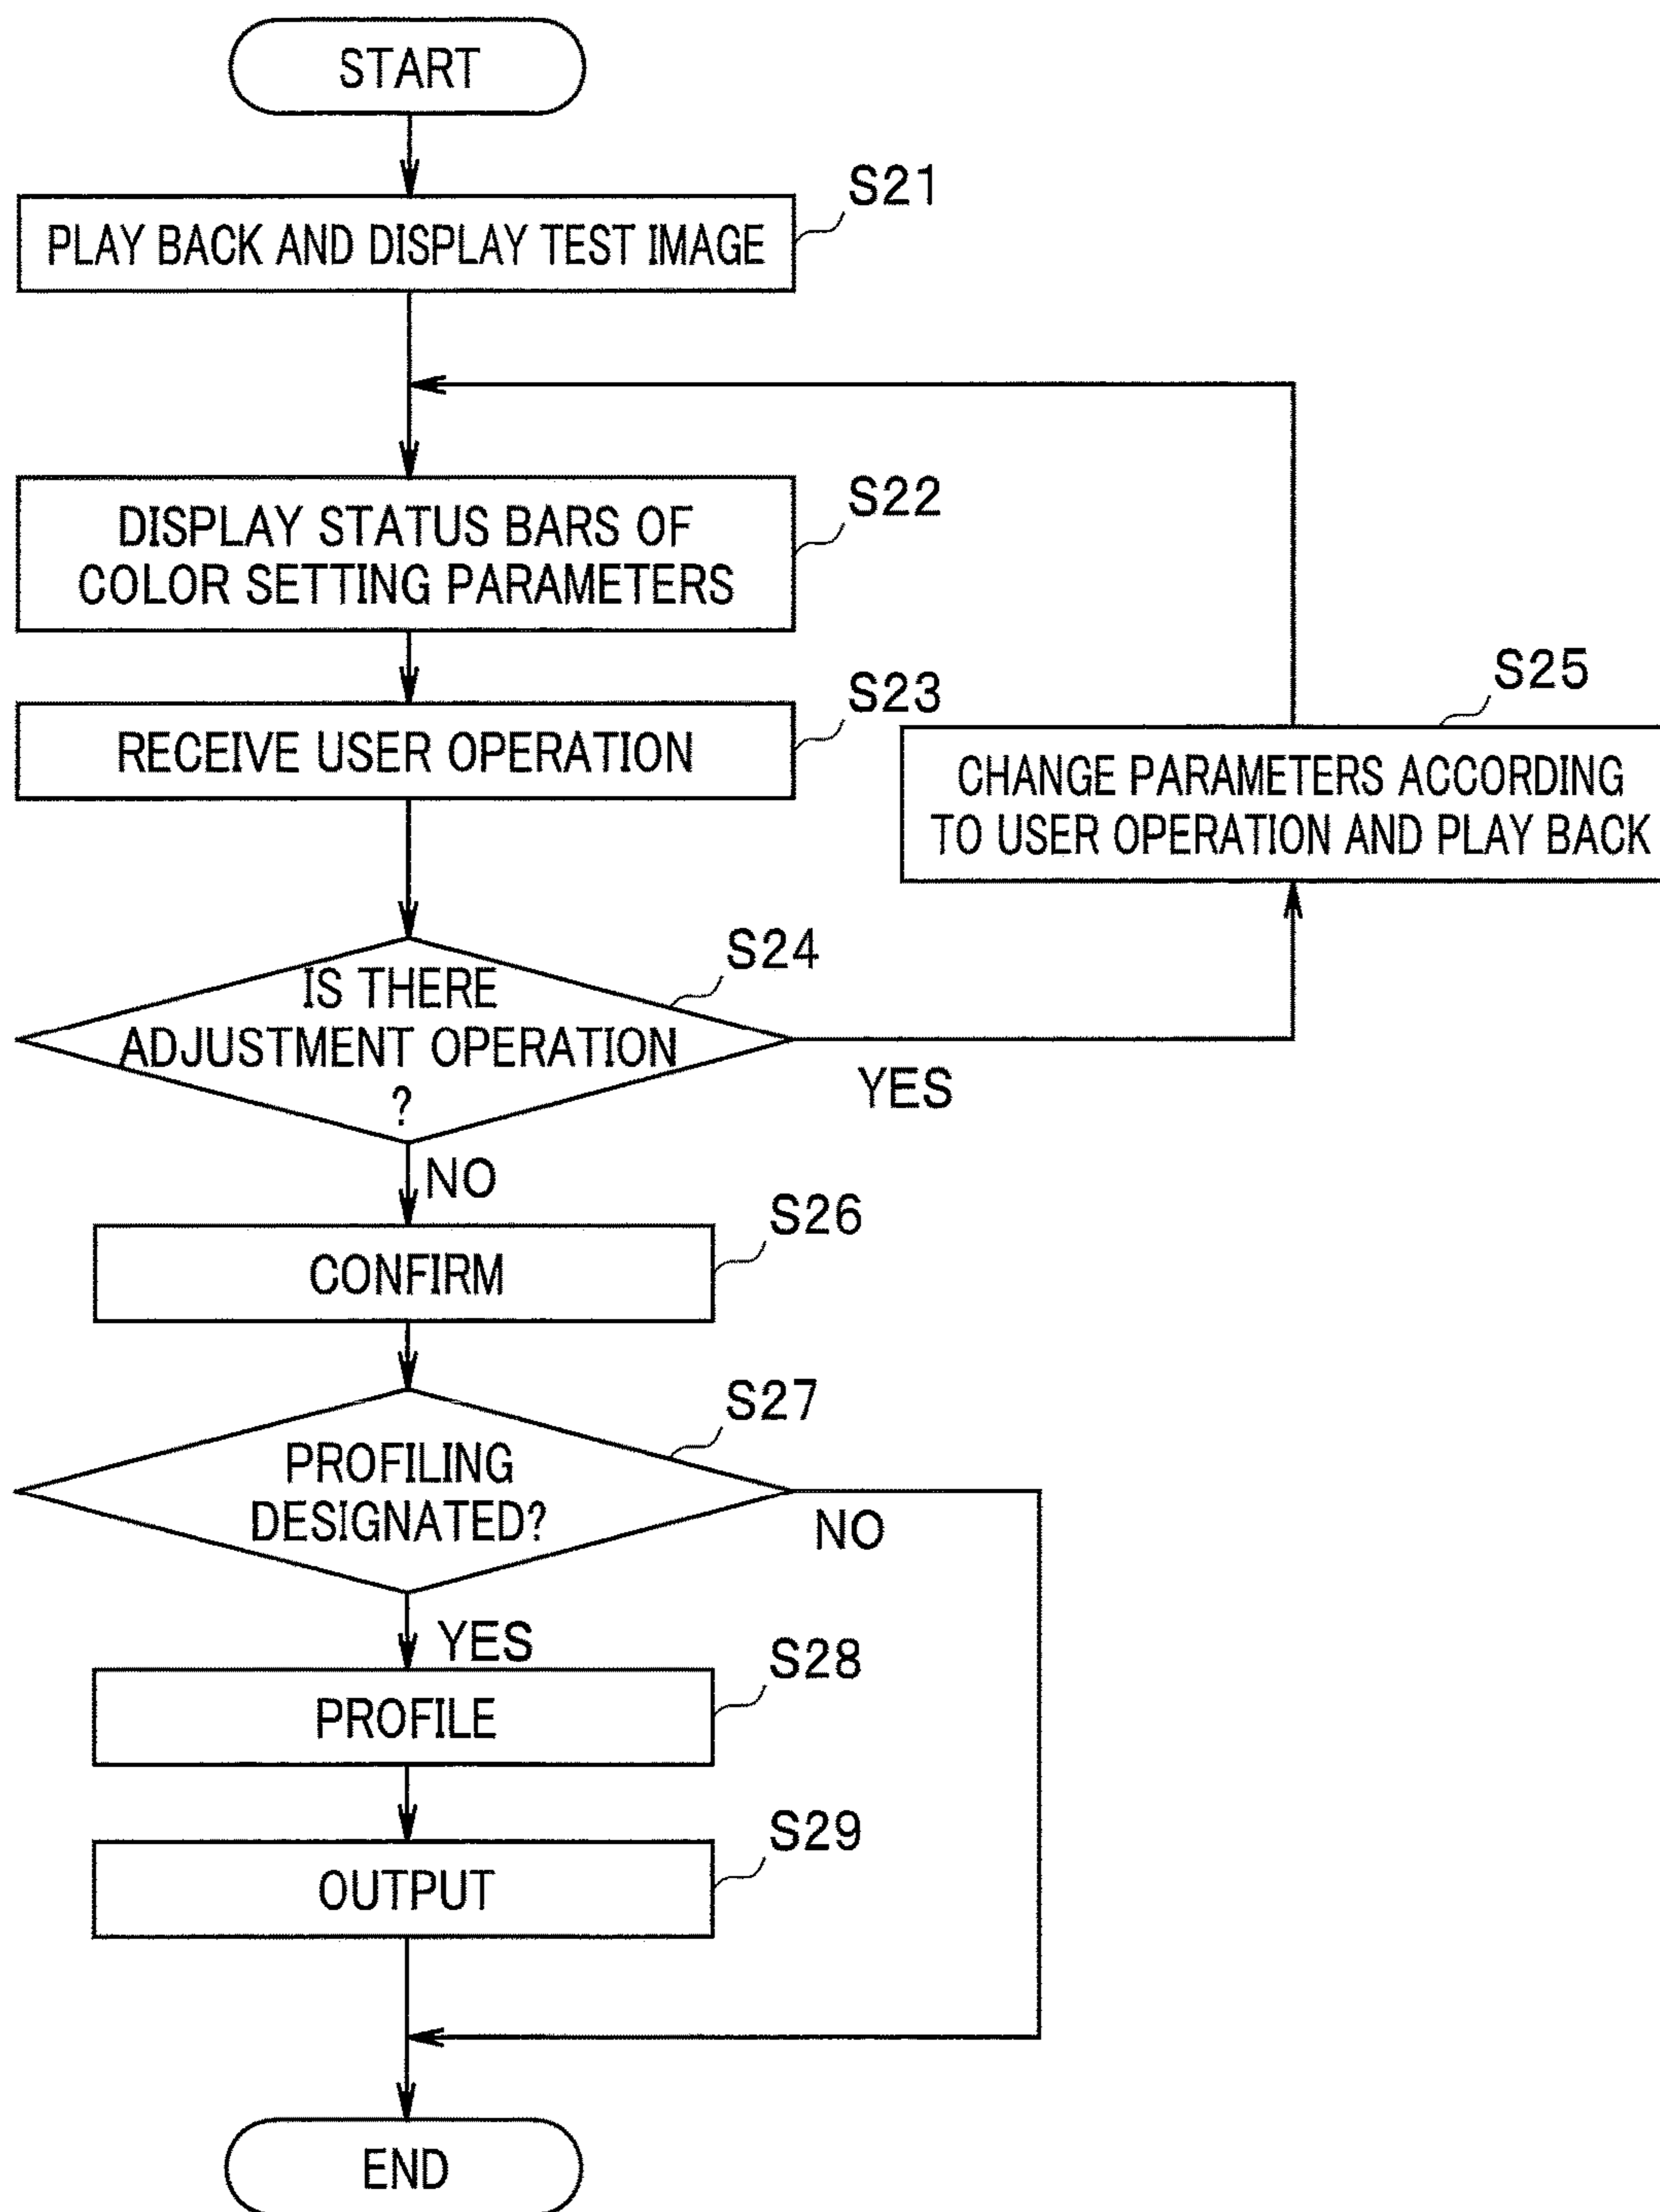 START
S21
PLAY BACK AND DISPLAY TEST IMAGE
S22
DISPLAY STATUS BARS OF
COLOR SETTING PARAMETERS
S23
RECEIVE USER OPERATION
S25
CHANGE PARAMETERS ACCORDING
TO USER OPERATION AND PLAY BACK
S24
IS THERE
ADJUSTMENT OPERATION
?
YES
NO
S26
CONFIRM
S27
PROFILING
DESIGNATED?
NO
YES
S28
PROFILE
S29
OUTPUT
END